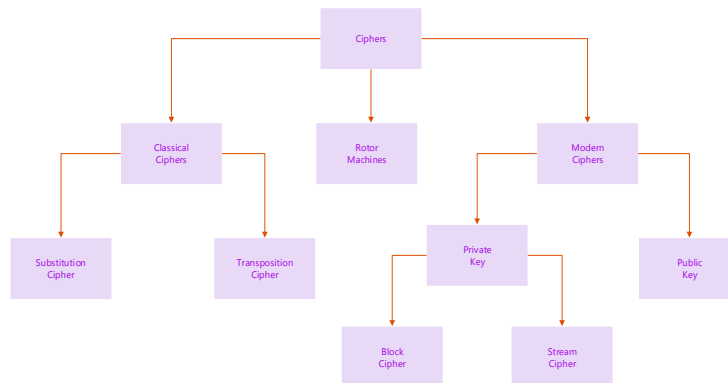 Ciphers
Classical
Ciphers
Rotor
Machines
Modern
Ciphers
Substitution
Cipher
Transposition
Cipher
Private
Key
Public
Key
Block
Cipher
Stream
Cipher